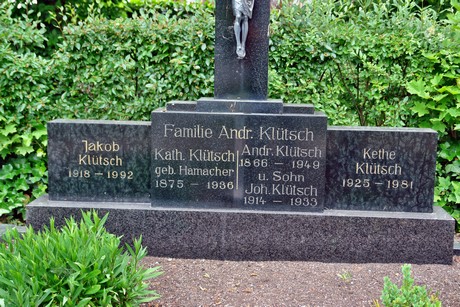 Jakob
Klütsch
1918 – 1992
Familie Andr. Klütsch
Kath. Klütsch
geb. Hamacher
1875 – 1936
Andr. Klütsch
1866 – 1949
u. Sohn
Joh. Klütsch
1914 – 1933
Kethe
Klütsch
1925 – 1981